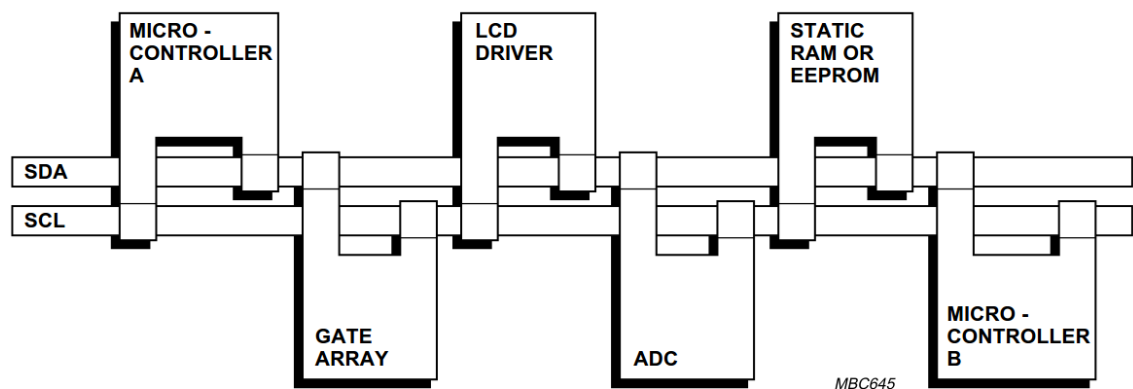 MICRO -
CONTROLLER
A
LCD
DRIVER
STATIC
RAM OR
EEPROM
SDA
SCL
GATE
ARRAY
ADC
MICRO -
CONTROLLER
B
MBC645